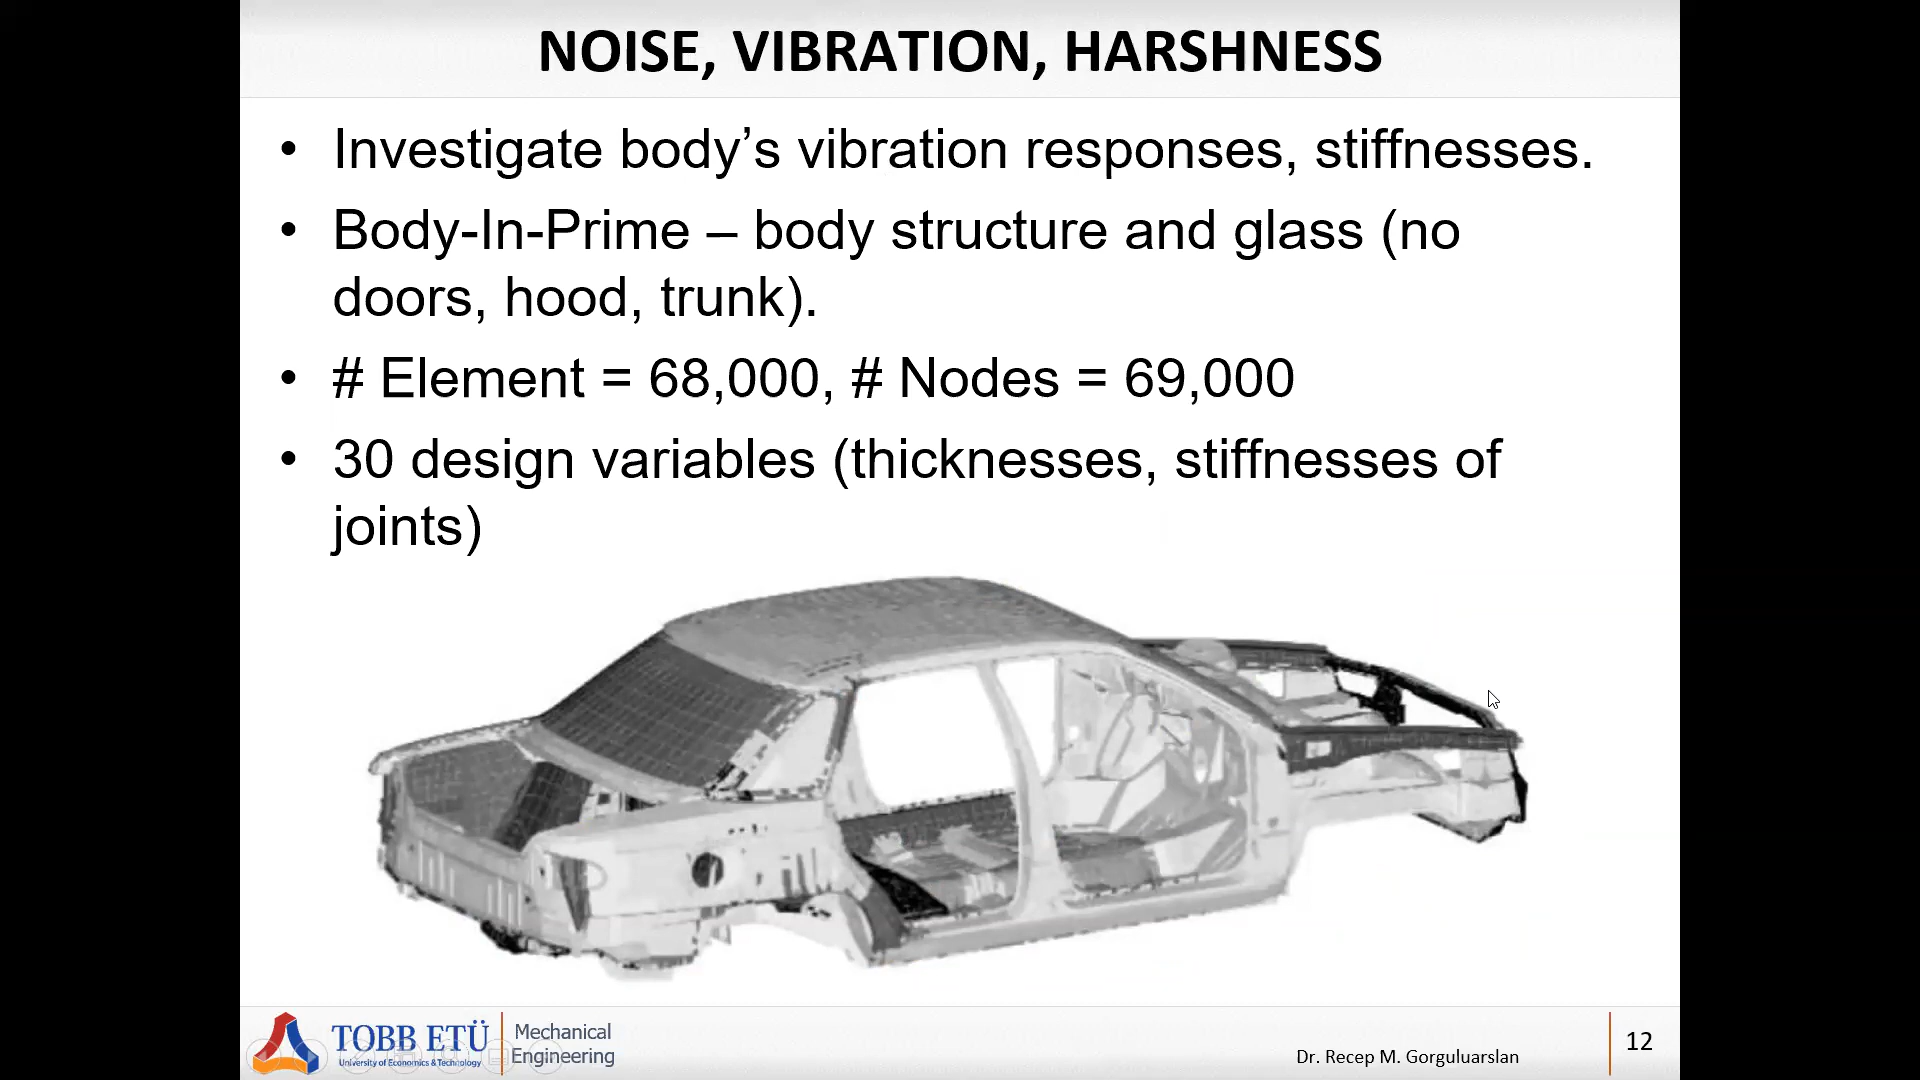 NOISE, VIBRATION, HARSHNESS
• Investigate body’s vibration responses, stiffnesses.
• Body-In-Prime – body structure and glass (no
doors, hood, trunk).
• # Element = 68,000, # Nodes = 69,000
• 30 design variables (thicknesses, stiffnesses of
joints)
TOBB ETÜ
University of Economics & Technology
Mechanical
Engineering
Dr. Recep M. Gorguluarslan
12